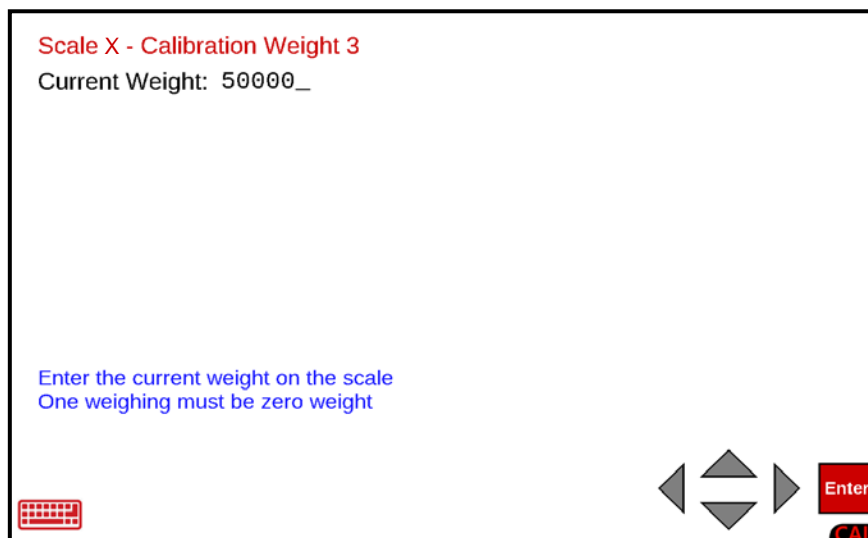 Scale X - Calibration Weight 3
Current Weight: 50000_
Enter the current weight on the scale
One weighing must be zero weight
Enter